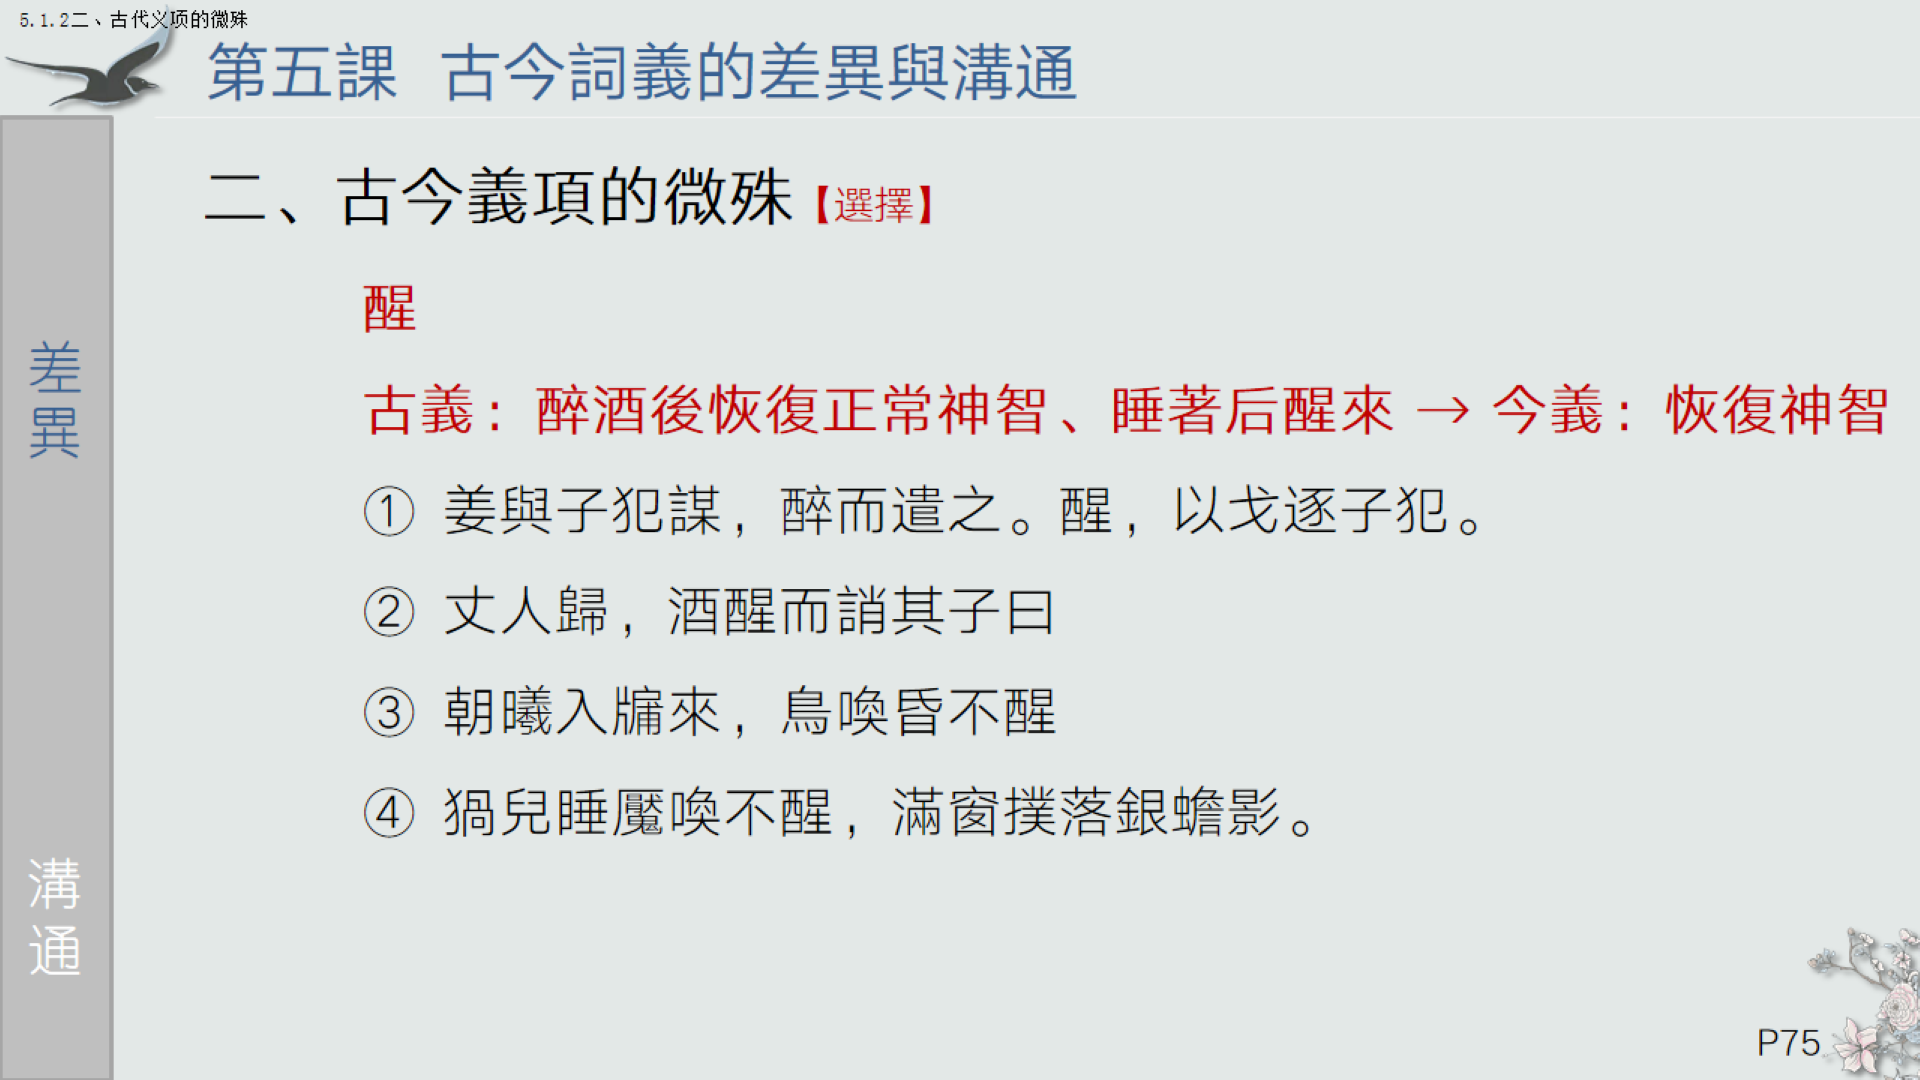 5.1.2二、古代义项的微殊
第五課 古今詞義的差異與溝通
二、古今義項的微殊【選擇】
醒
古義：醉酒後恢復正常神智、睡著后醒來 → 今義：恢復神智
① 姜與子犯謀，醉而遣之。醒，以戈逐子犯。
② 丈人歸，酒醒而誚其子曰
③ 朝曦入牖來，鳥喚昏不醒
④ 猧兒睡魘喚不醒，滿窗撲落銀蟾影。
差異
溝通
P75